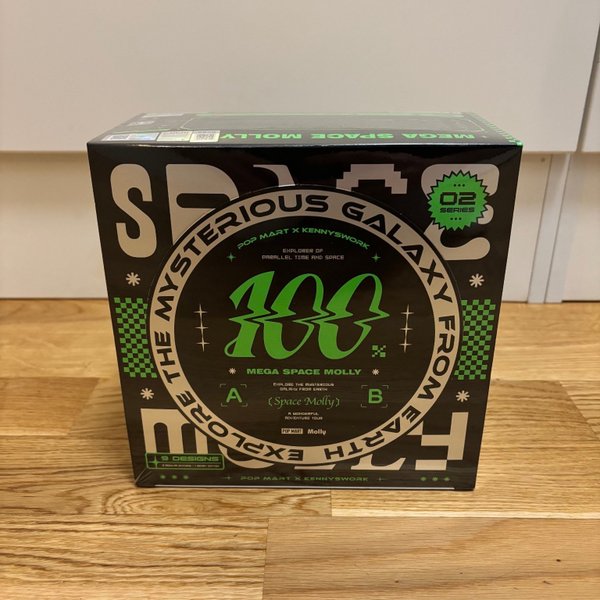 MEGA SPACE MOLLY
SPACE
02
SERIES
EXPLORE THE MYSTERIOUS GALAXY FROM EARTH
POP MART X KENNYSWORK
EXPLORER OF
PARALLEL TIME AND SPACE
100%
MEGA SPACE MOLLY
EXPLORE THE MYSTERIOUS
GALAXY FROM EARTH
A
B
(Space Molly)
A WONDERFUL
ADVENTURE TOUR
POP MART
Molly
9 DESIGNS
POP MART X KENNYSWORK